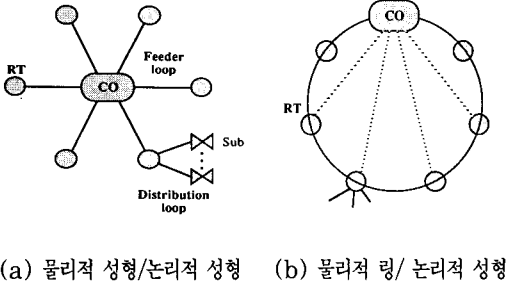 CO
CO
Feeder
loop
RT
RT
Sub
Distribution
loop
(a) 물리적 성형/논리적 성형
(b) 물리적 링/ 논리적 성형